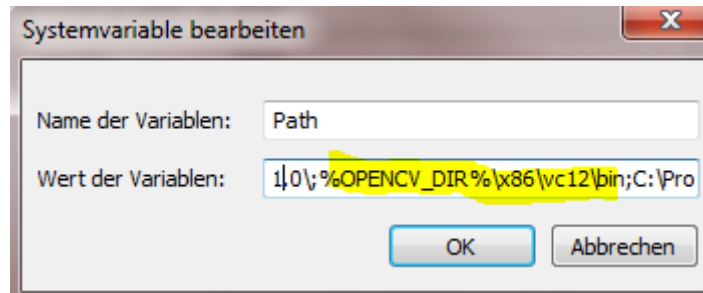 Systemvariable bearbeiten
Name der Variablen: Path
Wert der Variablen: 1.0\;%OPENCV_DIR%\x86\vc12\bin;C:\Pro
OK Abbrechen